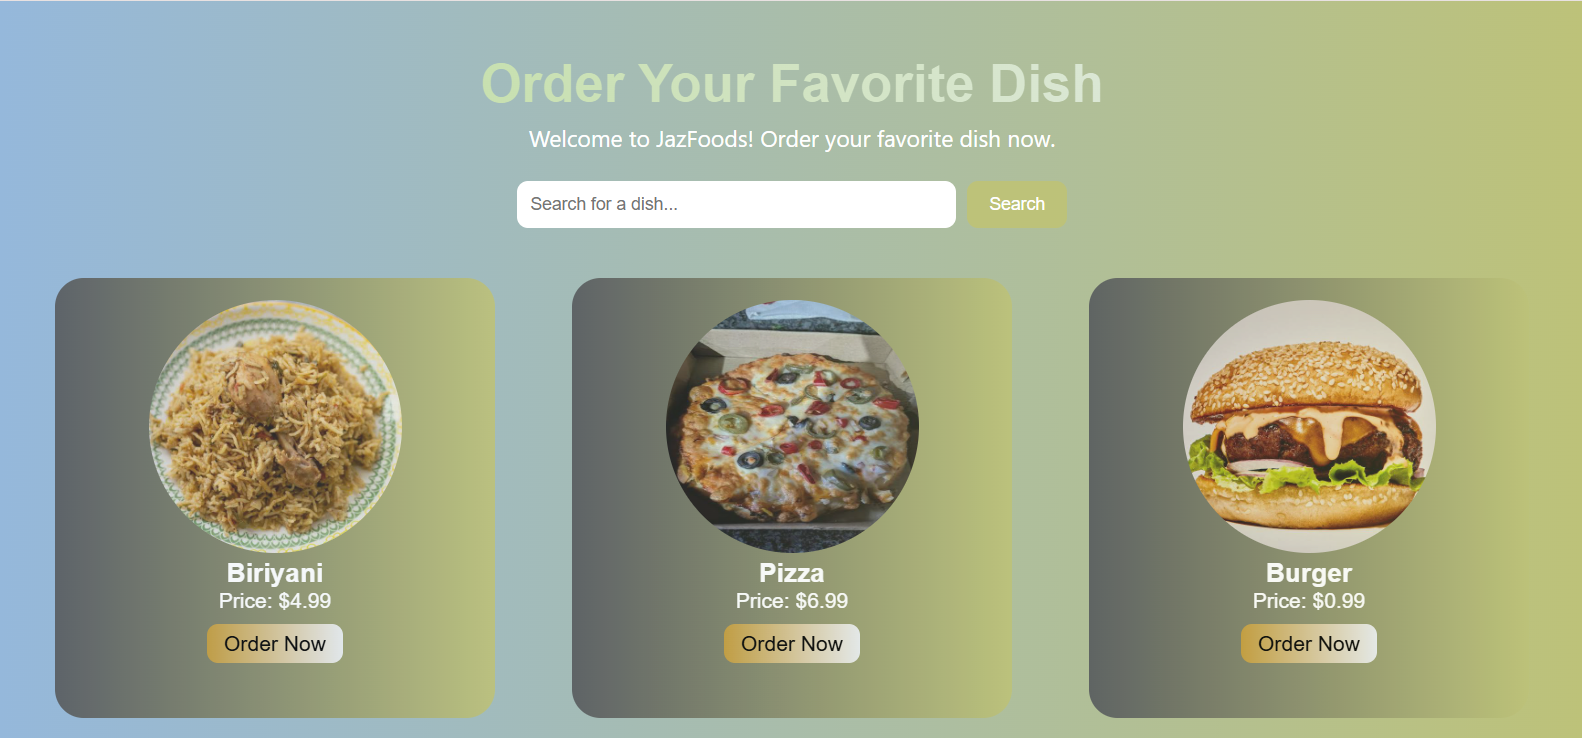 Order Your Favorite Dish
Welcome to JazFoods! Order your favorite dish now.
Search for a dish...
Search
Biriyani
Price: $4.99
Order Now
Pizza
Price: $6.99
Order Now
Burger
Price: $0.99
Order Now